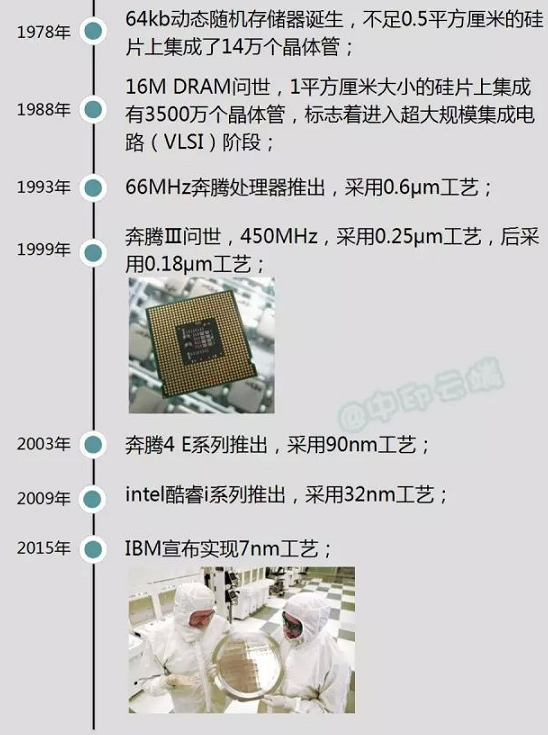 1978年
64kb动态随机存储器诞生，不足0.5平方厘米的硅
片上集成了14万个晶体管；
1988年
16M DRAM问世，1平方厘米大小的硅片上集成
有3500万个晶体管，标志着进入超大规模集成电
路（VLSI）阶段；
1993年
66MHz奔腾处理器推出，采用0.6μm工艺；
1999年
奔腾Ⅲ问世，450MHz，采用0.25μm工艺，后采
用0.18μm工艺；
@中印云端
2003年
奔腾4 E系列推出，采用90nm工艺；
2009年
intel酷睿i系列推出，采用32nm工艺；
2015年
IBM宣布实现7nm工艺；